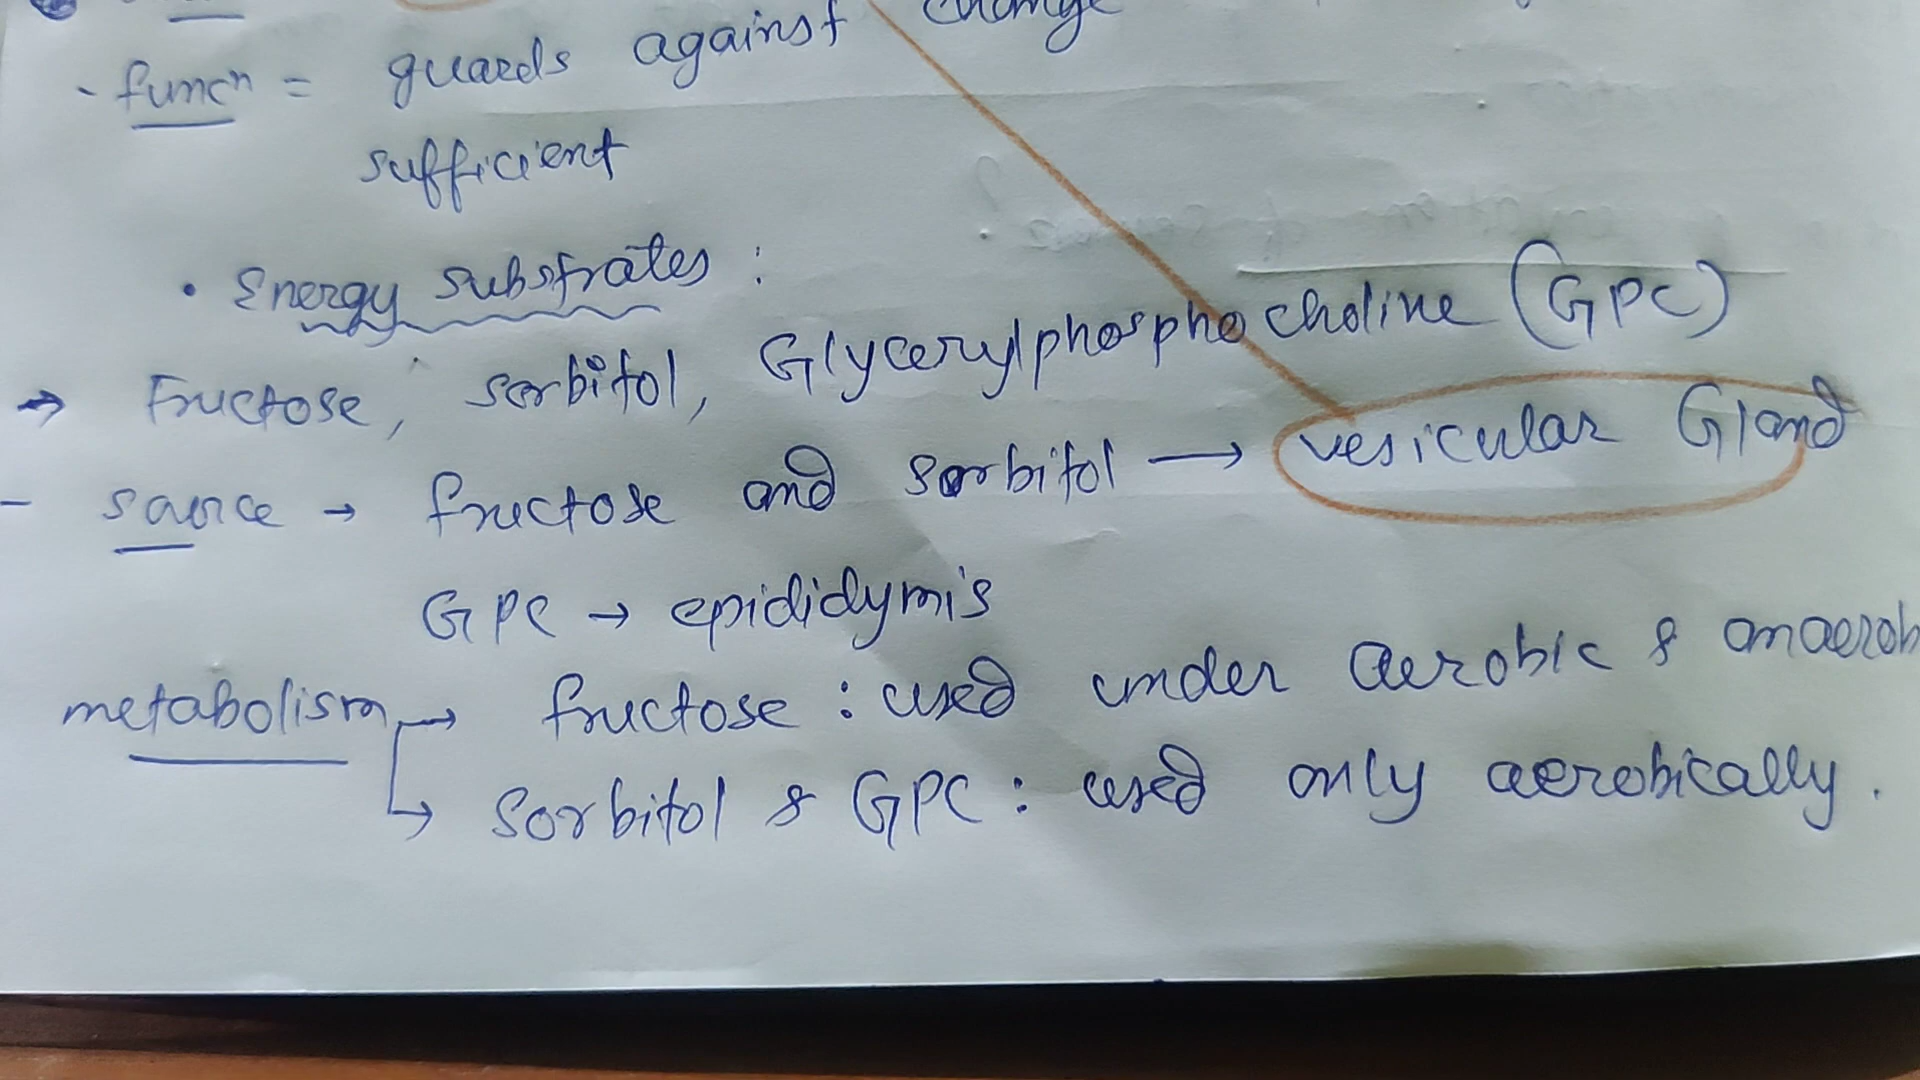 - funcn = guards against change
sufficient
• Energy substrates :
→ Fructose, sorbitol, Glycerylphosphocholine (GPC)
- source → fructose and sorbitol → vesicular Gland
GPC → epididymis
metabolism → fructose : used under aerobic & anaerob
→ Sorbitol & GPC : used only aerobically.